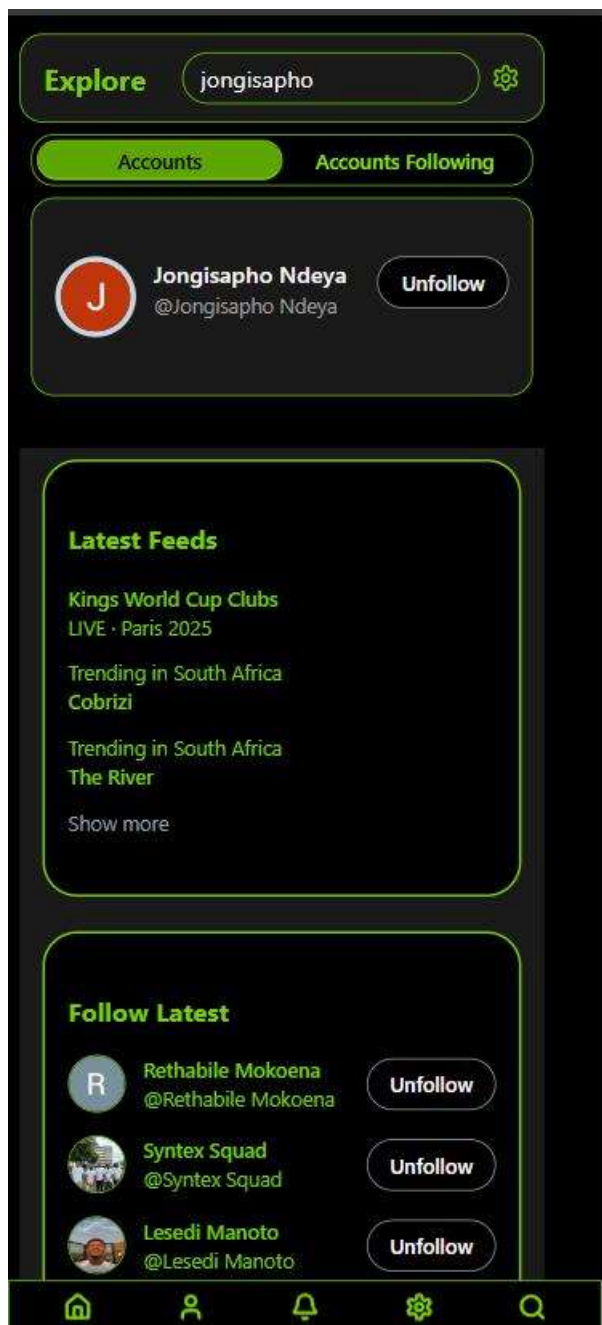 Explore
jongisapho
Accounts
Accounts Following
J
Jongisapho Ndeya
@Jongisapho Ndeya
Unfollow
Latest Feeds
Kings World Cup Clubs
LIVE · Paris 2025
Trending in South Africa
Cobrizi
Trending in South Africa
The River
Show more
Follow Latest
R
Rethabile Mokoena
@Rethabile Mokoena
Unfollow
Syntex Squad
@Syntex Squad
Unfollow
Lesedi Manoto
@Lesedi Manoto
Unfollow